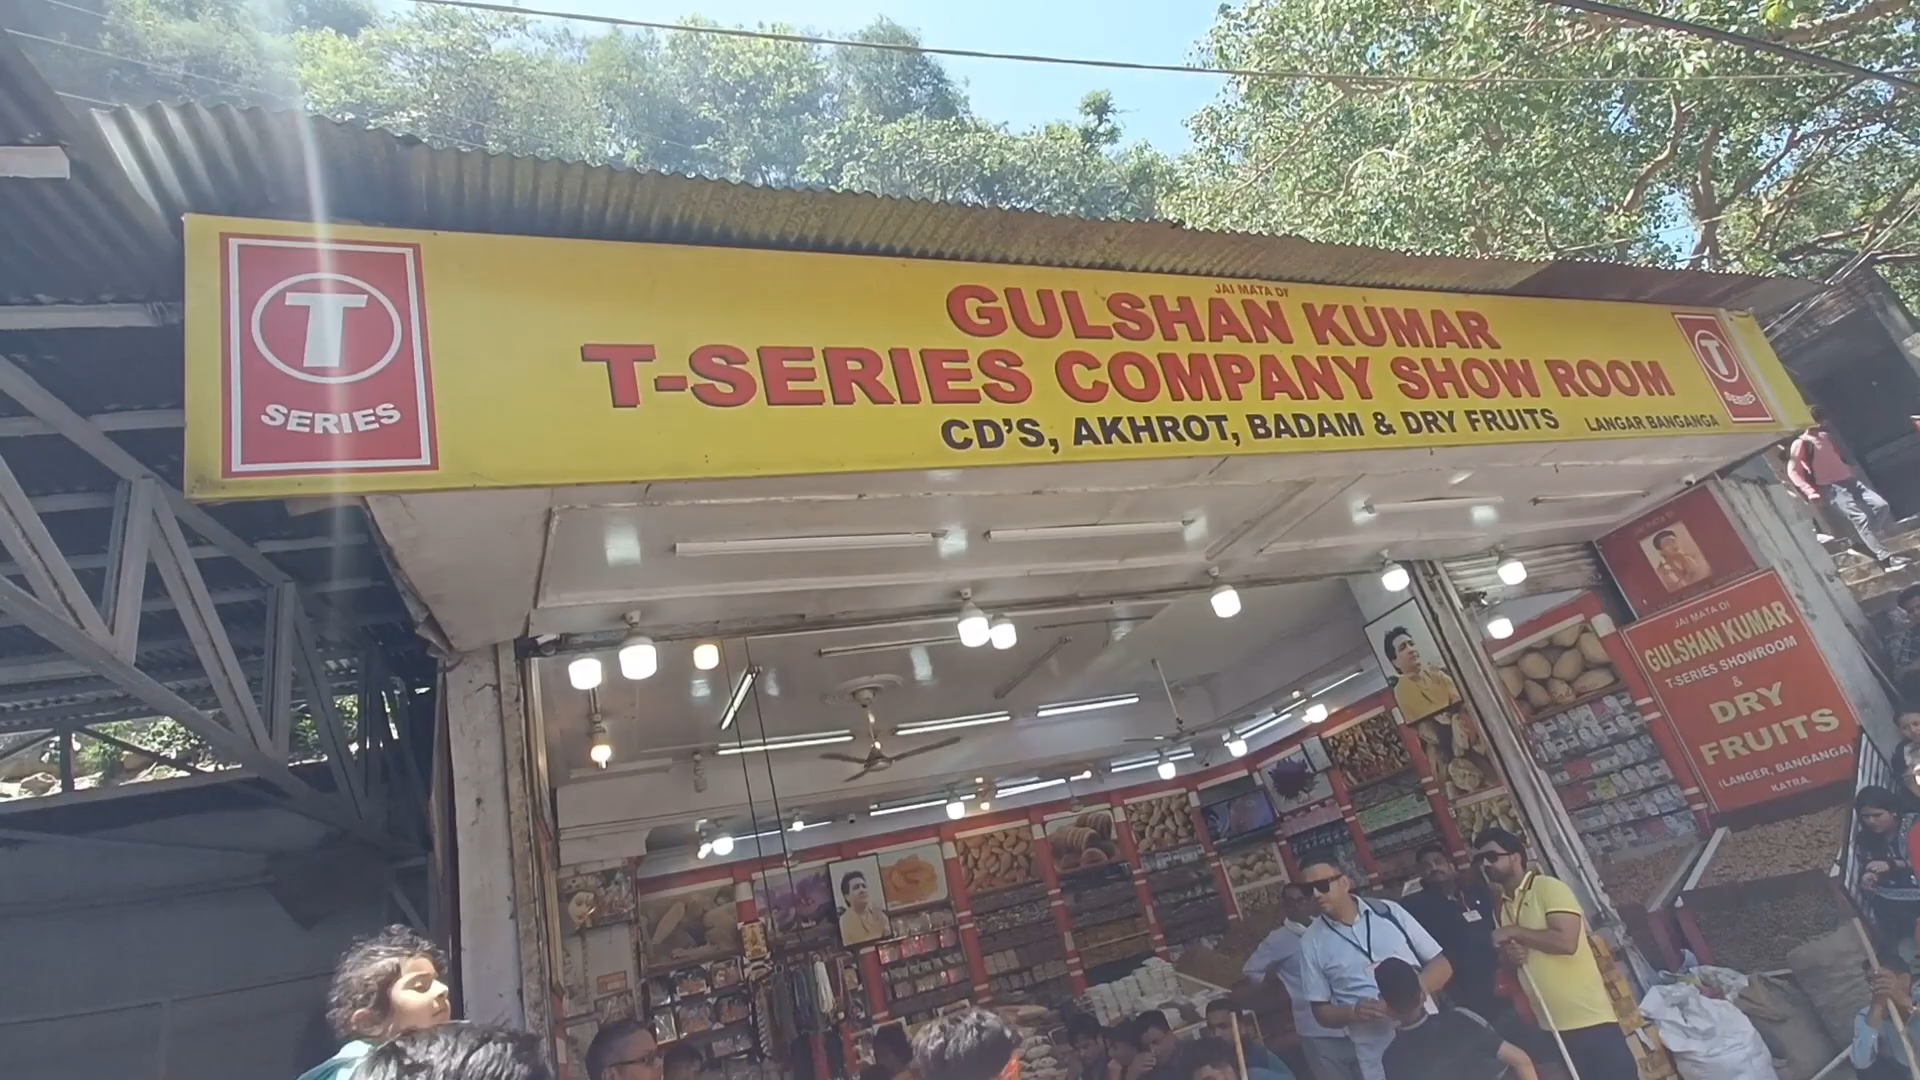 T
SERIES
JAI MATA DI
GULSHAN KUMAR
T-SERIES COMPANY SHOW ROOM
CD'S, AKHROT, BADAM & DRY FRUITS
LANGAR BANGANGA
T
SERIES
JAI MATA DI
GULSHAN KUMAR
T-SERIES SHOWROOM
&
DRY
FRUITS
(LANGER, BANGANGA)
KATRA.